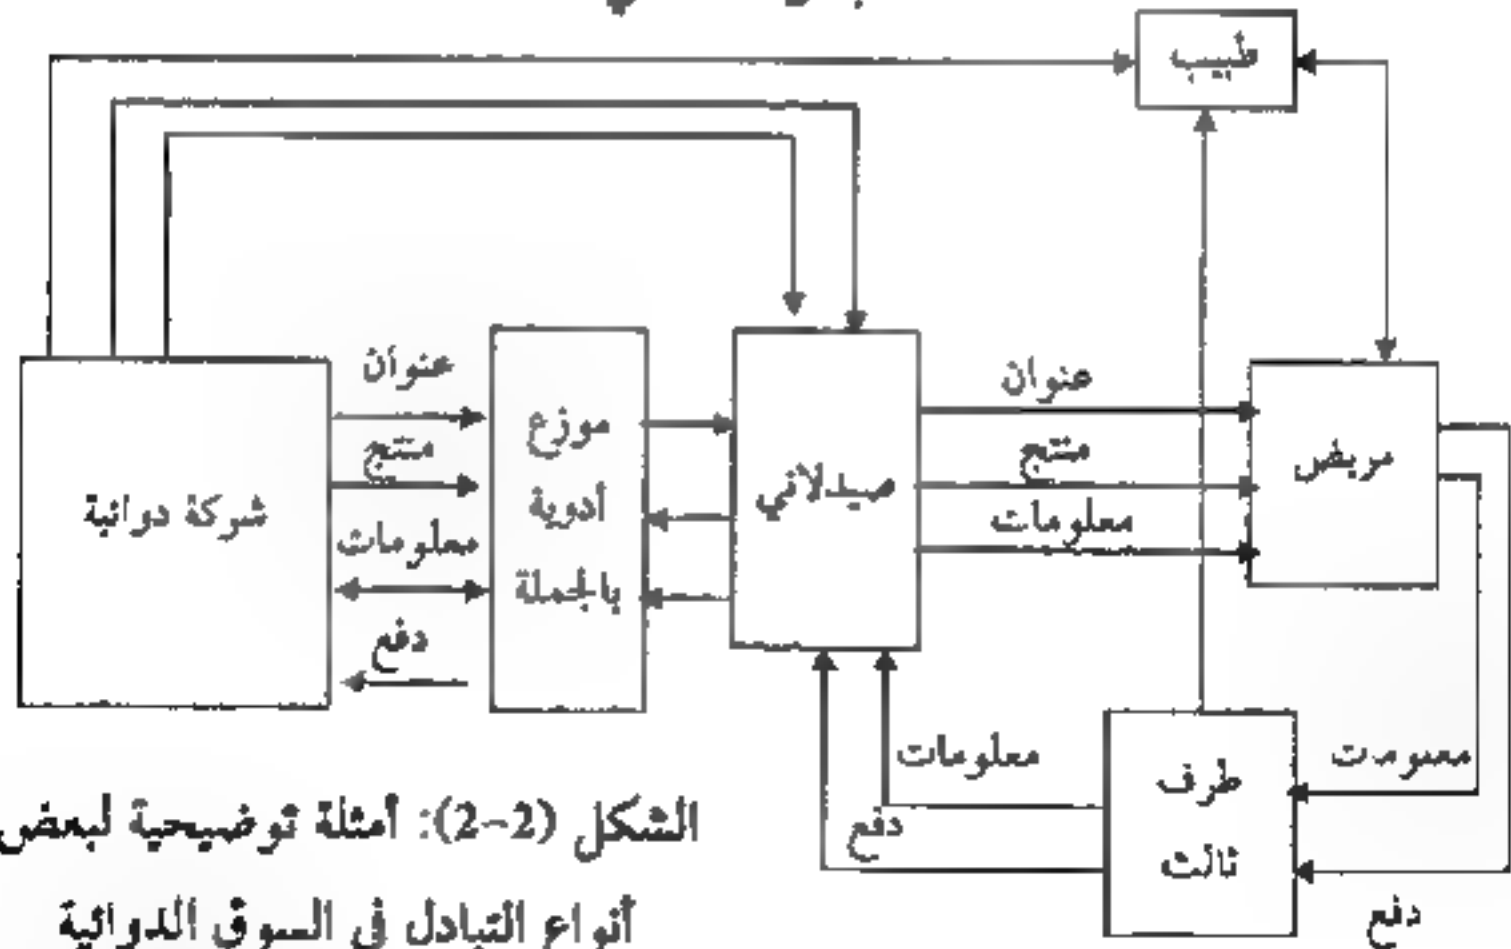 طبيب
عنوان
منتج
معلومات
دفع
شركة دوائية
موزع
أدوية
بالجملة
صيدلاني
عنوان
منتج
معلومات
مريض
معلومات
دفع
طرف
ثالث
معلومات
دفع
الشكل (2-2): أمثلة توضيحية لبعض
أنواع التبادل في السوق الدوائية